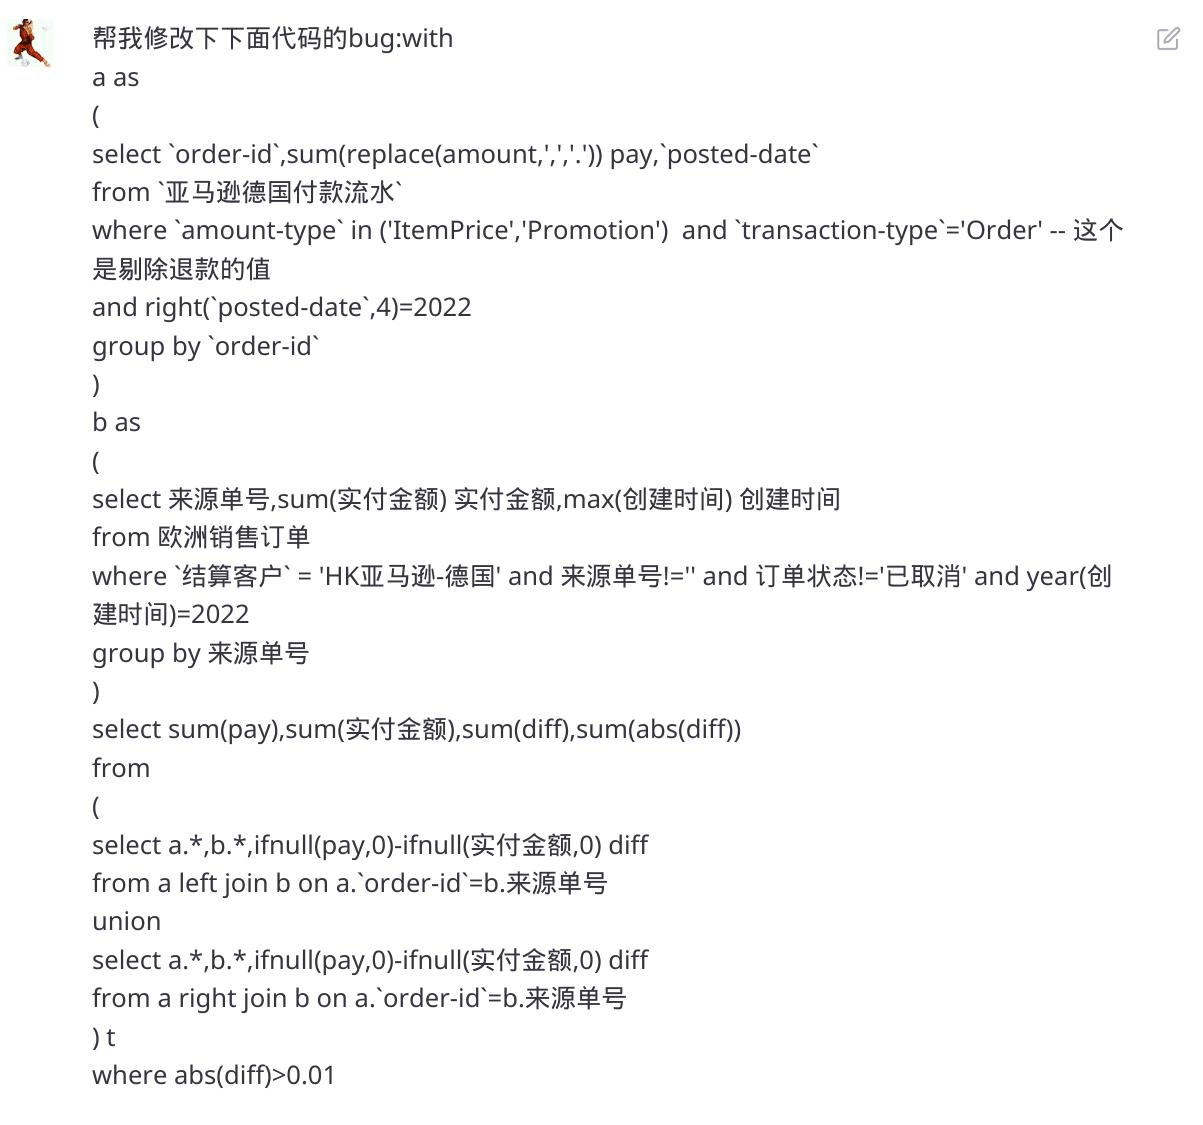 帮我修改下下面代码的bug:with
a as
(
select `order-id`,sum(replace(amount,',','.')) pay,`posted-date`
from `亚马逊德国付款流水`
where `amount-type` in ('ItemPrice','Promotion')  and `transaction-type`='Order' -- 这个
是剔除退款的值
and right(`posted-date`,4)=2022
group by `order-id`
)
b as
(
select 来源单号,sum(实付金额) 实付金额,max(创建时间) 创建时间
from 欧洲销售订单
where `结算客户` = 'HK亚马逊-德国' and 来源单号!='' and 订单状态!='已取消' and year(创
建时间)=2022
group by 来源单号
)
select sum(pay),sum(实付金额),sum(diff),sum(abs(diff))
from
(
select a.*,b.*,ifnull(pay,0)-ifnull(实付金额,0) diff
from a left join b on a.`order-id`=b.来源单号
union
select a.*,b.*,ifnull(pay,0)-ifnull(实付金额,0) diff
from a right join b on a.`order-id`=b.来源单号
) t
where abs(diff)>0.01